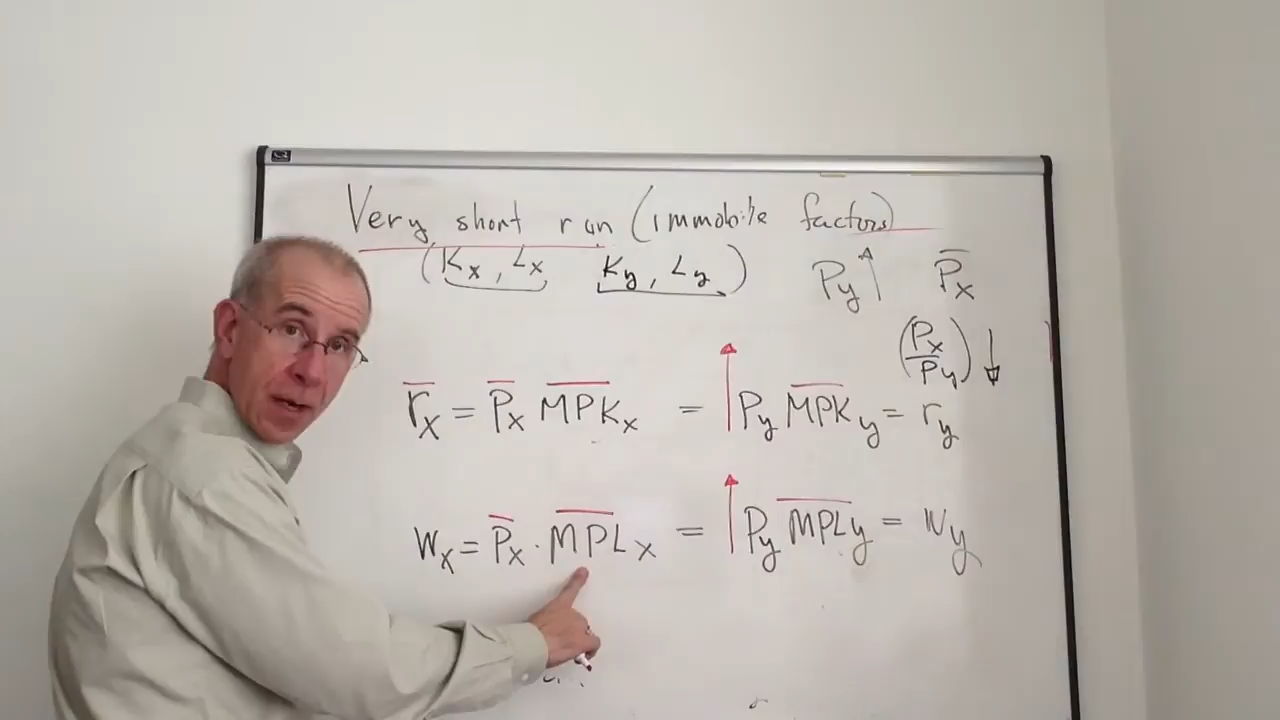 Very short run (immobile factors)
(Kx, Lx Ky, Ly) Py↑ P̅x
(Px/Py)↓
r̅x = P̅x M̅P̅K̅x = ↑Py M̅P̅K̅y = ry
wx = P̅x · M̅P̅L̅x = ↑Py M̅P̅L̅y = wy